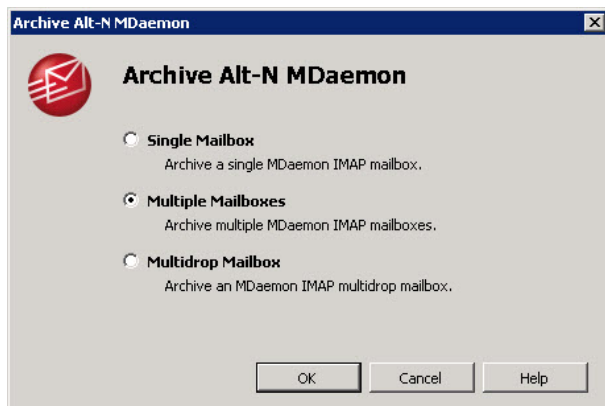 Archive Alt-N MDaemon
Archive Alt-N MDaemon
Single Mailbox
Archive a single MDaemon IMAP mailbox.
Multiple Mailboxes
Archive multiple MDaemon IMAP mailboxes.
Multidrop Mailbox
Archive an MDaemon IMAP multidrop mailbox.
OK Cancel Help